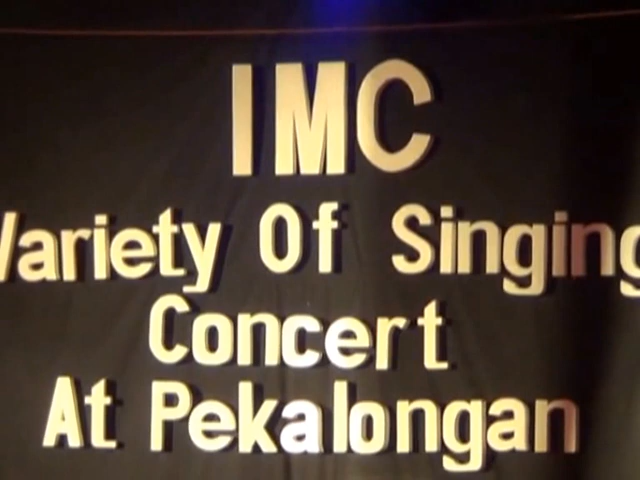 IMC
Variety Of Singing
Concert
At Pekalongan